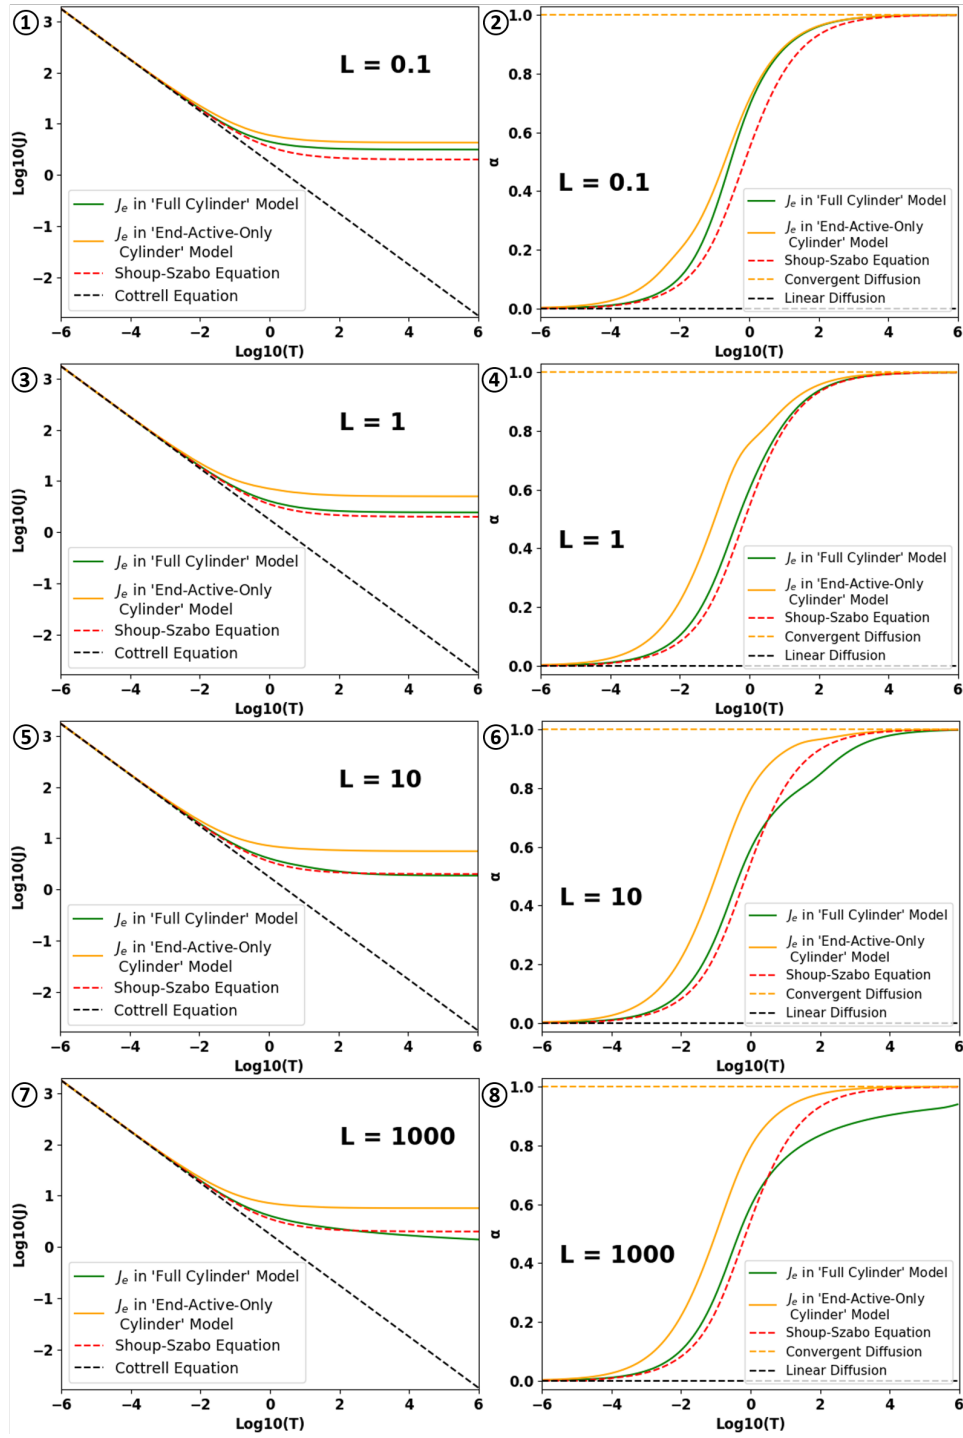 ①
Log10(J)
3
2
1
0
−1
−2
L = 0.1
Jₑ in 'Full Cylinder' Model
Jₑ in 'End-Active-Only
Cylinder' Model
Shoup-Szabo Equation
Cottrell Equation
−6 −4 −2 0 2 4 6
Log10(T)
②
α
1.0
0.8
0.6
0.4
0.2
0.0
L = 0.1
Jₑ in 'Full Cylinder' Model
Jₑ in 'End-Active-Only
Cylinder' Model
Shoup-Szabo Equation
Convergent Diffusion
Linear Diffusion
−6 −4 −2 0 2 4 6
Log10(T)
③
Log10(J)
3
2
1
0
−1
−2
L = 1
Jₑ in 'Full Cylinder' Model
Jₑ in 'End-Active-Only
Cylinder' Model
Shoup-Szabo Equation
Cottrell Equation
−6 −4 −2 0 2 4 6
Log10(T)
④
α
1.0
0.8
0.6
0.4
0.2
0.0
L = 1
Jₑ in 'Full Cylinder' Model
Jₑ in 'End-Active-Only
Cylinder' Model
Shoup-Szabo Equation
Convergent Diffusion
Linear Diffusion
−6 −4 −2 0 2 4 6
Log10(T)
⑤
Log10(J)
3
2
1
0
−1
−2
L = 10
Jₑ in 'Full Cylinder' Model
Jₑ in 'End-Active-Only
Cylinder' Model
Shoup-Szabo Equation
Cottrell Equation
−6 −4 −2 0 2 4 6
Log10(T)
⑥
α
1.0
0.8
0.6
0.4
0.2
0.0
L = 10
Jₑ in 'Full Cylinder' Model
Jₑ in 'End-Active-Only
Cylinder' Model
Shoup-Szabo Equation
Convergent Diffusion
Linear Diffusion
−6 −4 −2 0 2 4 6
Log10(T)
⑦
Log10(J)
3
2
1
0
−1
−2
L = 1000
Jₑ in 'Full Cylinder' Model
Jₑ in 'End-Active-Only
Cylinder' Model
Shoup-Szabo Equation
Cottrell Equation
−6 −4 −2 0 2 4 6
Log10(T)
⑧
α
1.0
0.8
0.6
0.4
0.2
0.0
L = 1000
Jₑ in 'Full Cylinder' Model
Jₑ in 'End-Active-Only
Cylinder' Model
Shoup-Szabo Equation
Convergent Diffusion
Linear Diffusion
−6 −4 −2 0 2 4 6
Log10(T)